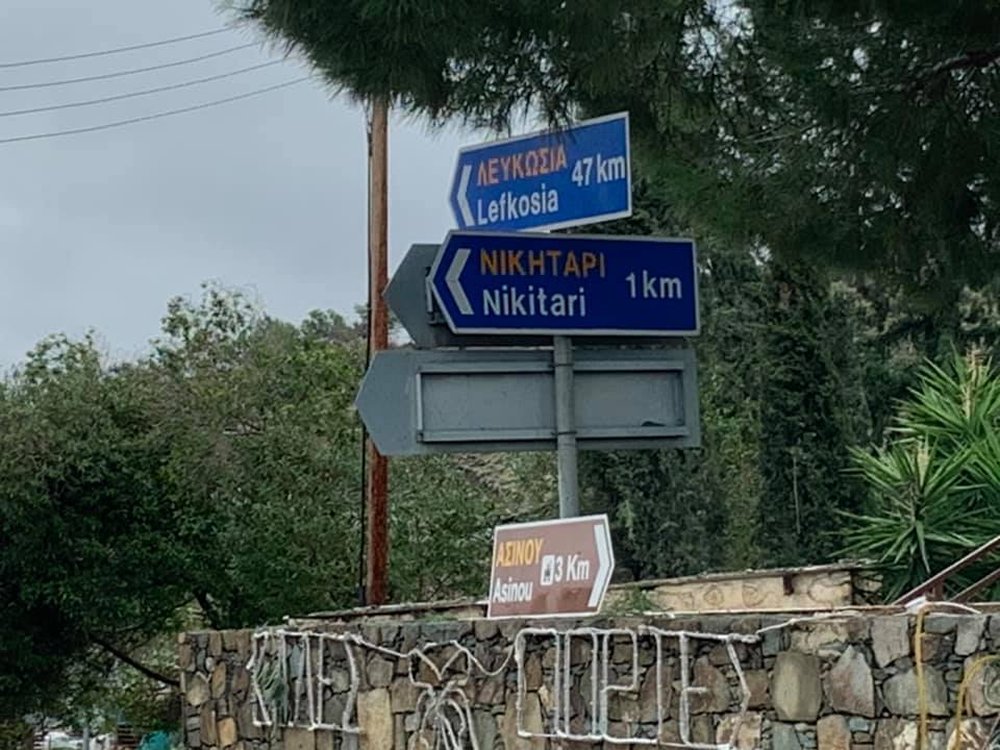 ΛΕΥΚΩΣΙΑ 47 km
Lefkosia
ΝΙΚΗΤΑΡΙ 1 km
Nikitari
ΑΣΙΝΟΥ 3 Km
Asinou